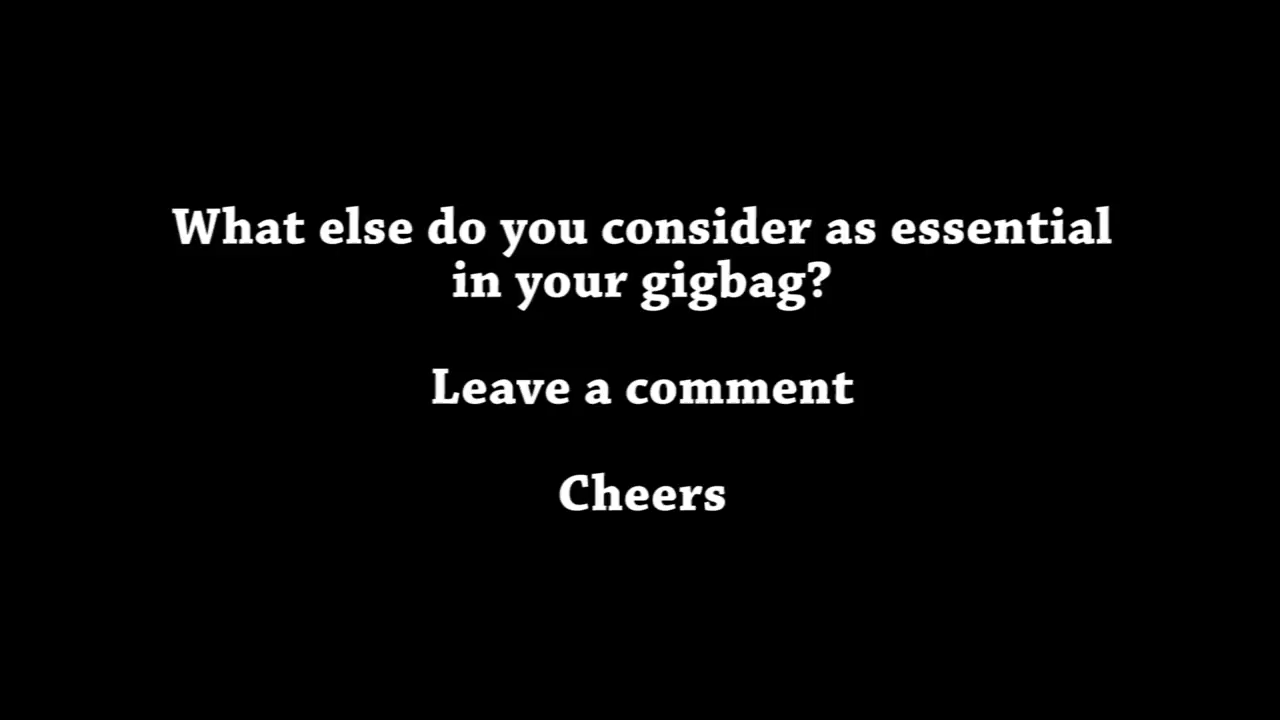 What else do you consider as essential
in your gigbag?
Leave a comment
Cheers